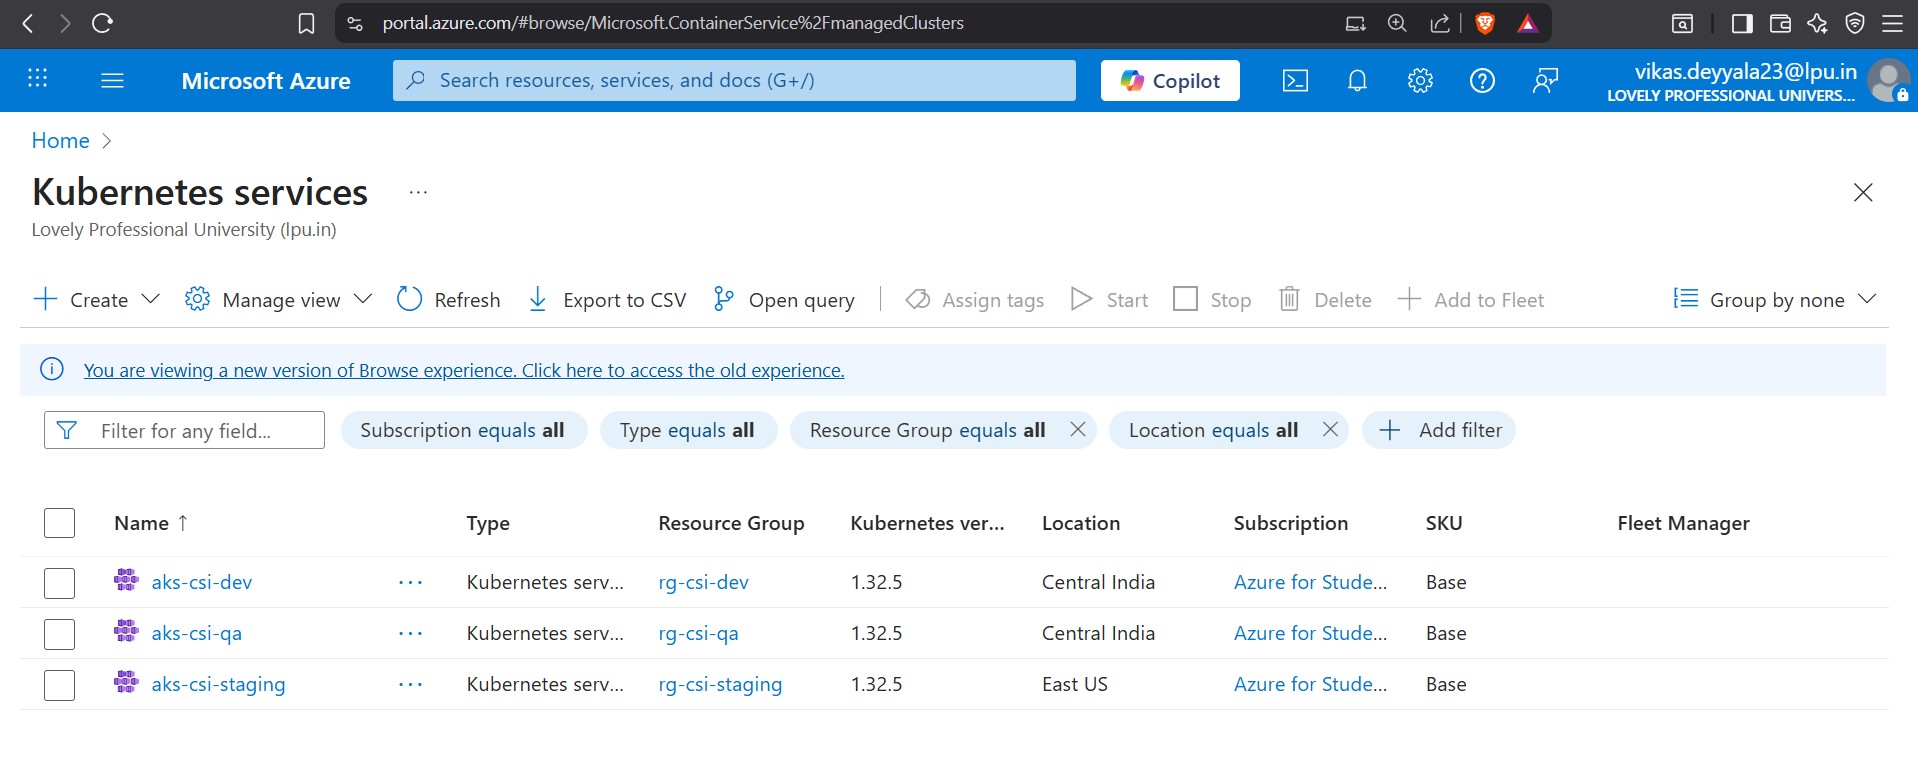 portal.azure.com/#browse/Microsoft.ContainerService%2FmanagedClusters
Microsoft Azure
Search resources, services, and docs (G+/)
Copilot
vikas.deyyala23@lpu.in
LOVELY PROFESSIONAL UNIVERS...
Home
Kubernetes services ...
Lovely Professional University (lpu.in)
Create Manage view Refresh Export to CSV Open query Assign tags Start Stop Delete Add to Fleet Group by none
You are viewing a new version of Browse experience. Click here to access the old experience.
Filter for any field... Subscription equals all Type equals all Resource Group equals all Location equals all Add filter
Name ↑ Type Resource Group Kubernetes ver... Location Subscription SKU Fleet Manager
aks-csi-dev ... Kubernetes serv... rg-csi-dev 1.32.5 Central India Azure for Stude... Base
aks-csi-qa ... Kubernetes serv... rg-csi-qa 1.32.5 Central India Azure for Stude... Base
aks-csi-staging ... Kubernetes serv... rg-csi-staging 1.32.5 East US Azure for Stude... Base